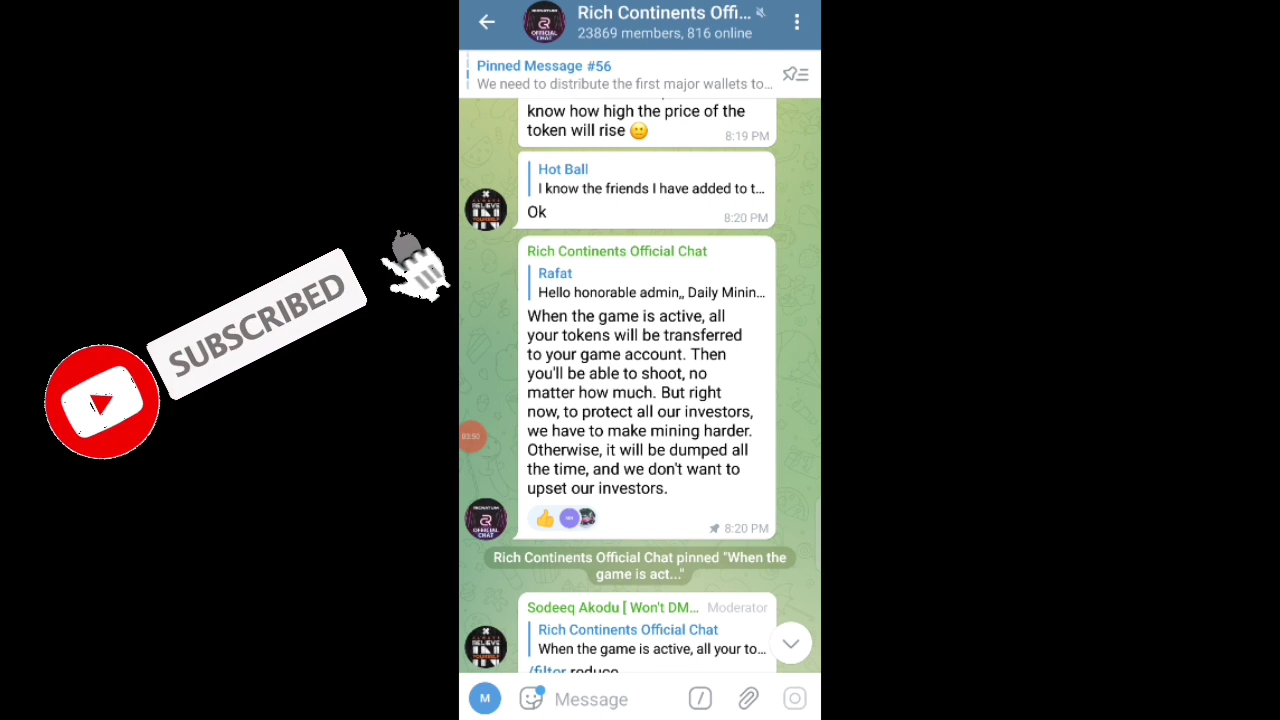 Rich Continents Offi...
23869 members, 816 online
Pinned Message #56
We need to distribute the first major wallets to...
know how high the price of the
token will rise 😐
8:19 PM
Hot Ball
I know the friends I have added to t...
Ok
8:20 PM
SUBSCRIBED
Rich Continents Official Chat
Rafat
Hello honorable admin,, Daily Minin...
When the game is active, all
your tokens will be transferred
to your game account. Then
you'll be able to shoot, no
matter how much. But right
now, to protect all our investors,
we have to make mining harder.
Otherwise, it will be dumped all
the time, and we don't want to
upset our investors.
8:20 PM
OFFICIAL
CHAT
Rich Continents Official Chat pinned "When the
game is act..."
Sodeeq Akodu [ Won't DM... Moderator
Rich Continents Official Chat
When the game is active, all your to...
/filter reduce
M
Message